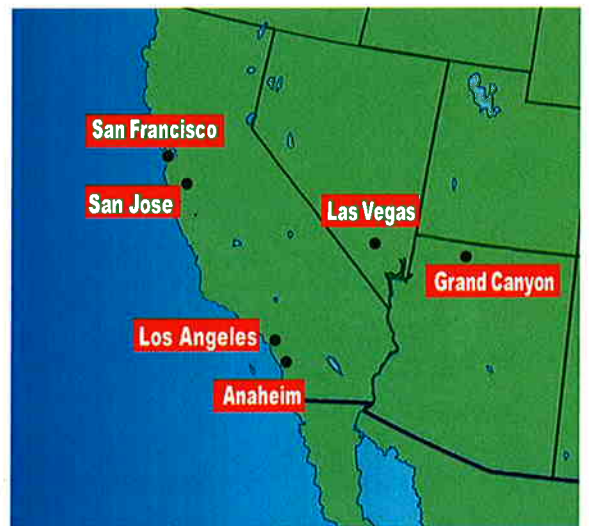 San Francisco
San Jose
Las Vegas
Grand Canyon
Los Angeles
Anaheim